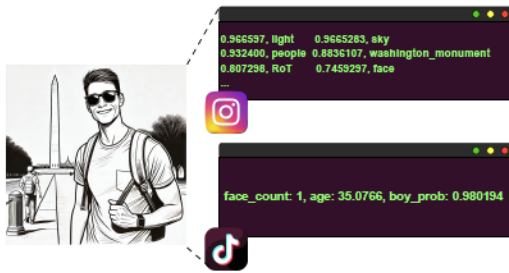 0.966597, light 0.9665283, sky
0.932400, people 0.8836107, washington_monument
0.807298, RoT 0.7459297, face
...
face_count: 1, age: 35.0766, boy_prob: 0.980194